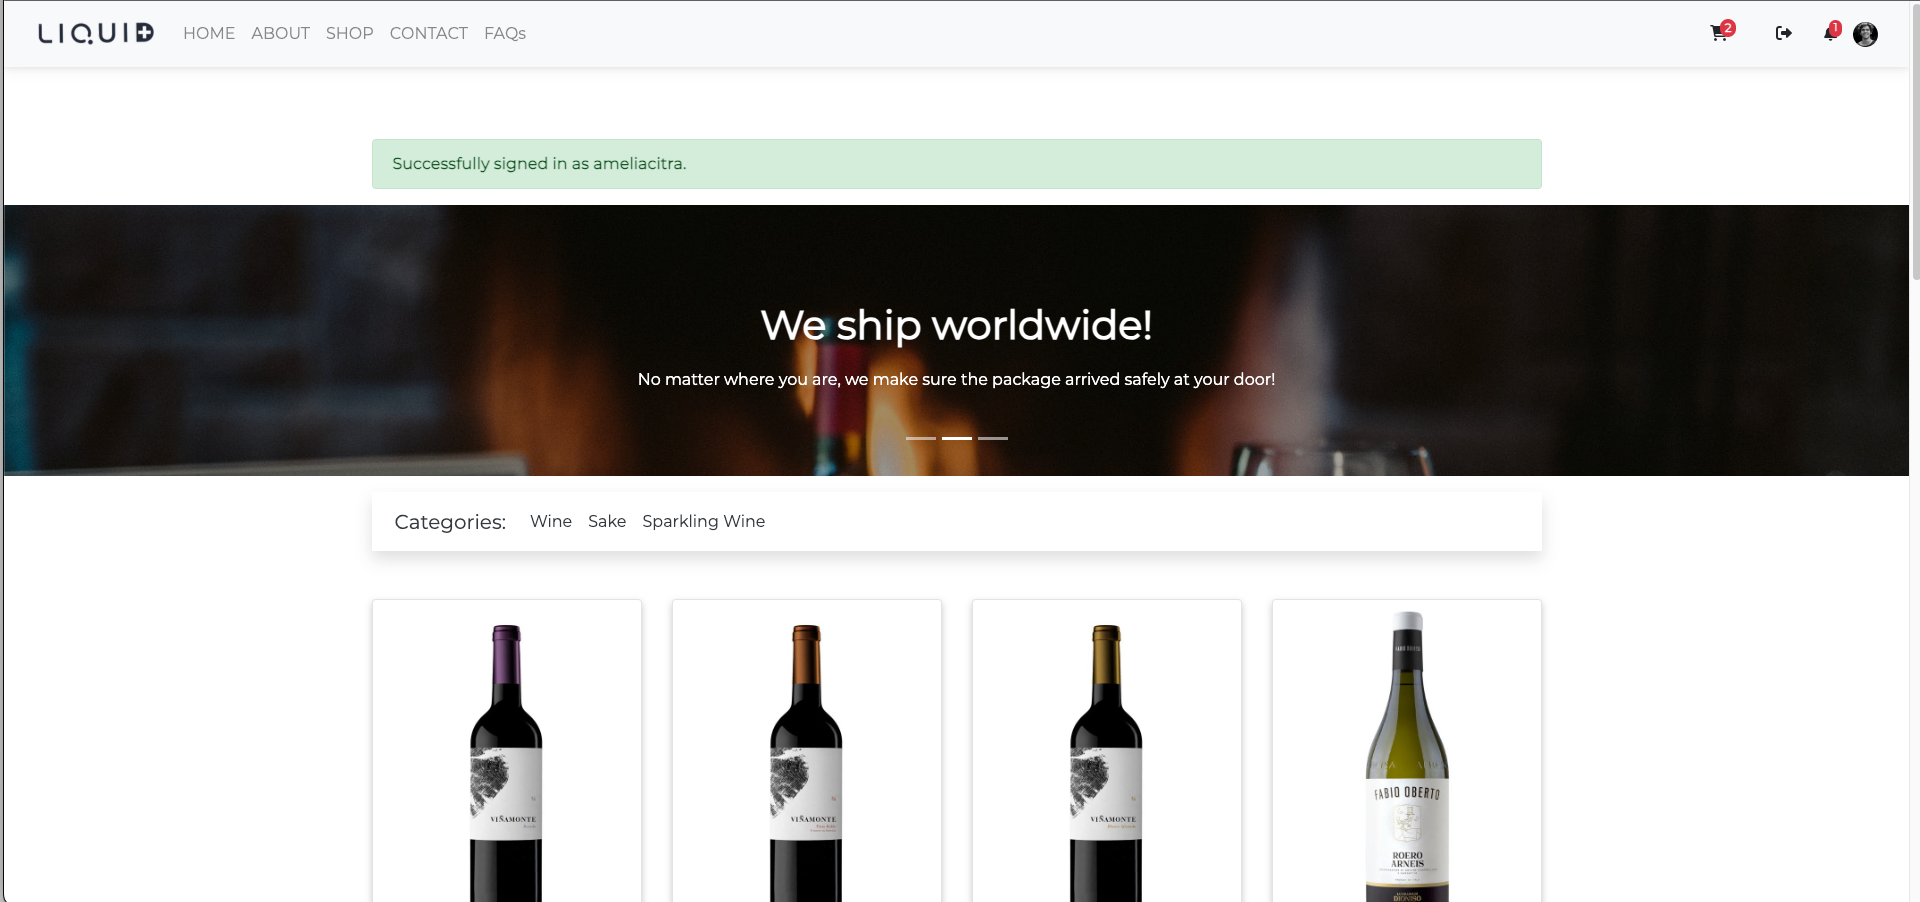 LIQUID
HOME ABOUT SHOP CONTACT FAQs
2
1
Successfully signed in as ameliacitra.
We ship worldwide!
No matter where you are, we make sure the package arrived safely at your door!
Categories: Wine Sake Sparkling Wine
VIÑAMONTE
VIÑAMONTE
VIÑAMONTE
FABIO OBERTO
ROERO
ARNEIS
DIONISO